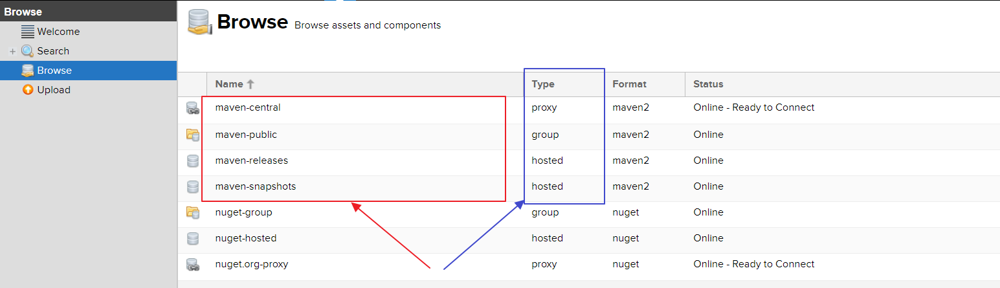 Browse
Welcome
Search
Browse
Upload
Browse Browse assets and components
Name Type Format Status
maven-central proxy maven2 Online - Ready to Connect
maven-public group maven2 Online
maven-releases hosted maven2 Online
maven-snapshots hosted maven2 Online
nuget-group group nuget Online
nuget-hosted hosted nuget Online
nuget.org-proxy proxy nuget Online - Ready to Connect